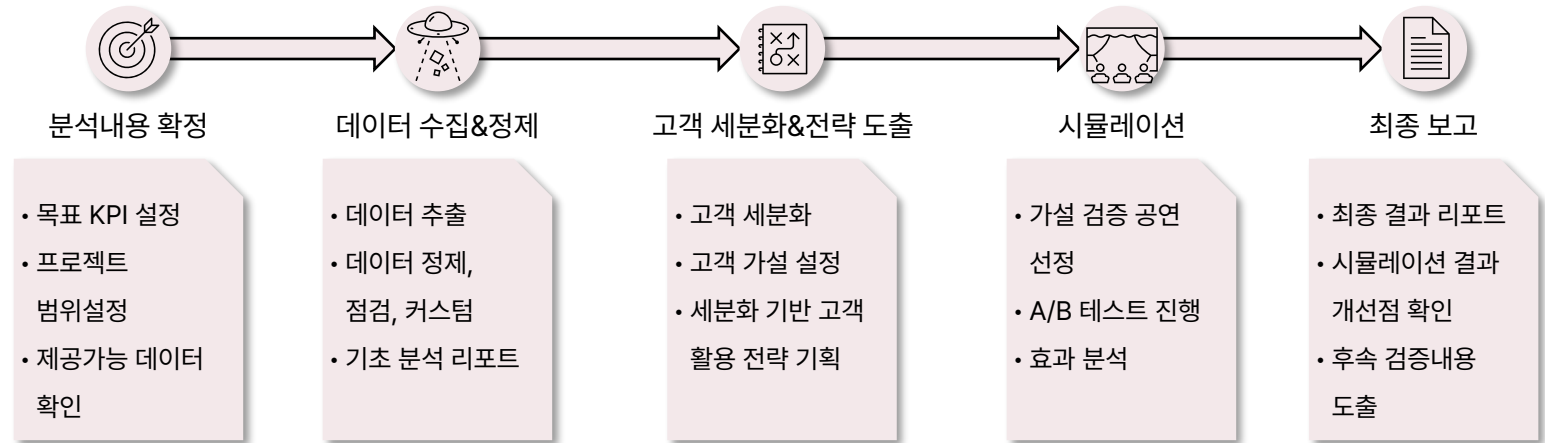 분석내용 확정
• 목표 KPI 설정
• 프로젝트
범위설정
• 제공가능 데이터
확인
데이터 수집&정제
• 데이터 추출
• 데이터 정제,
점검, 커스텀
• 기초 분석 리포트
고객 세분화&전략 도출
• 고객 세분화
• 고객 가설 설정
• 세분화 기반 고객
활용 전략 기획
시뮬레이션
• 가설 검증 공연
선정
• A/B 테스트 진행
• 효과 분석
최종 보고
• 최종 결과 리포트
• 시뮬레이션 결과
개선점 확인
• 후속 검증내용
도출